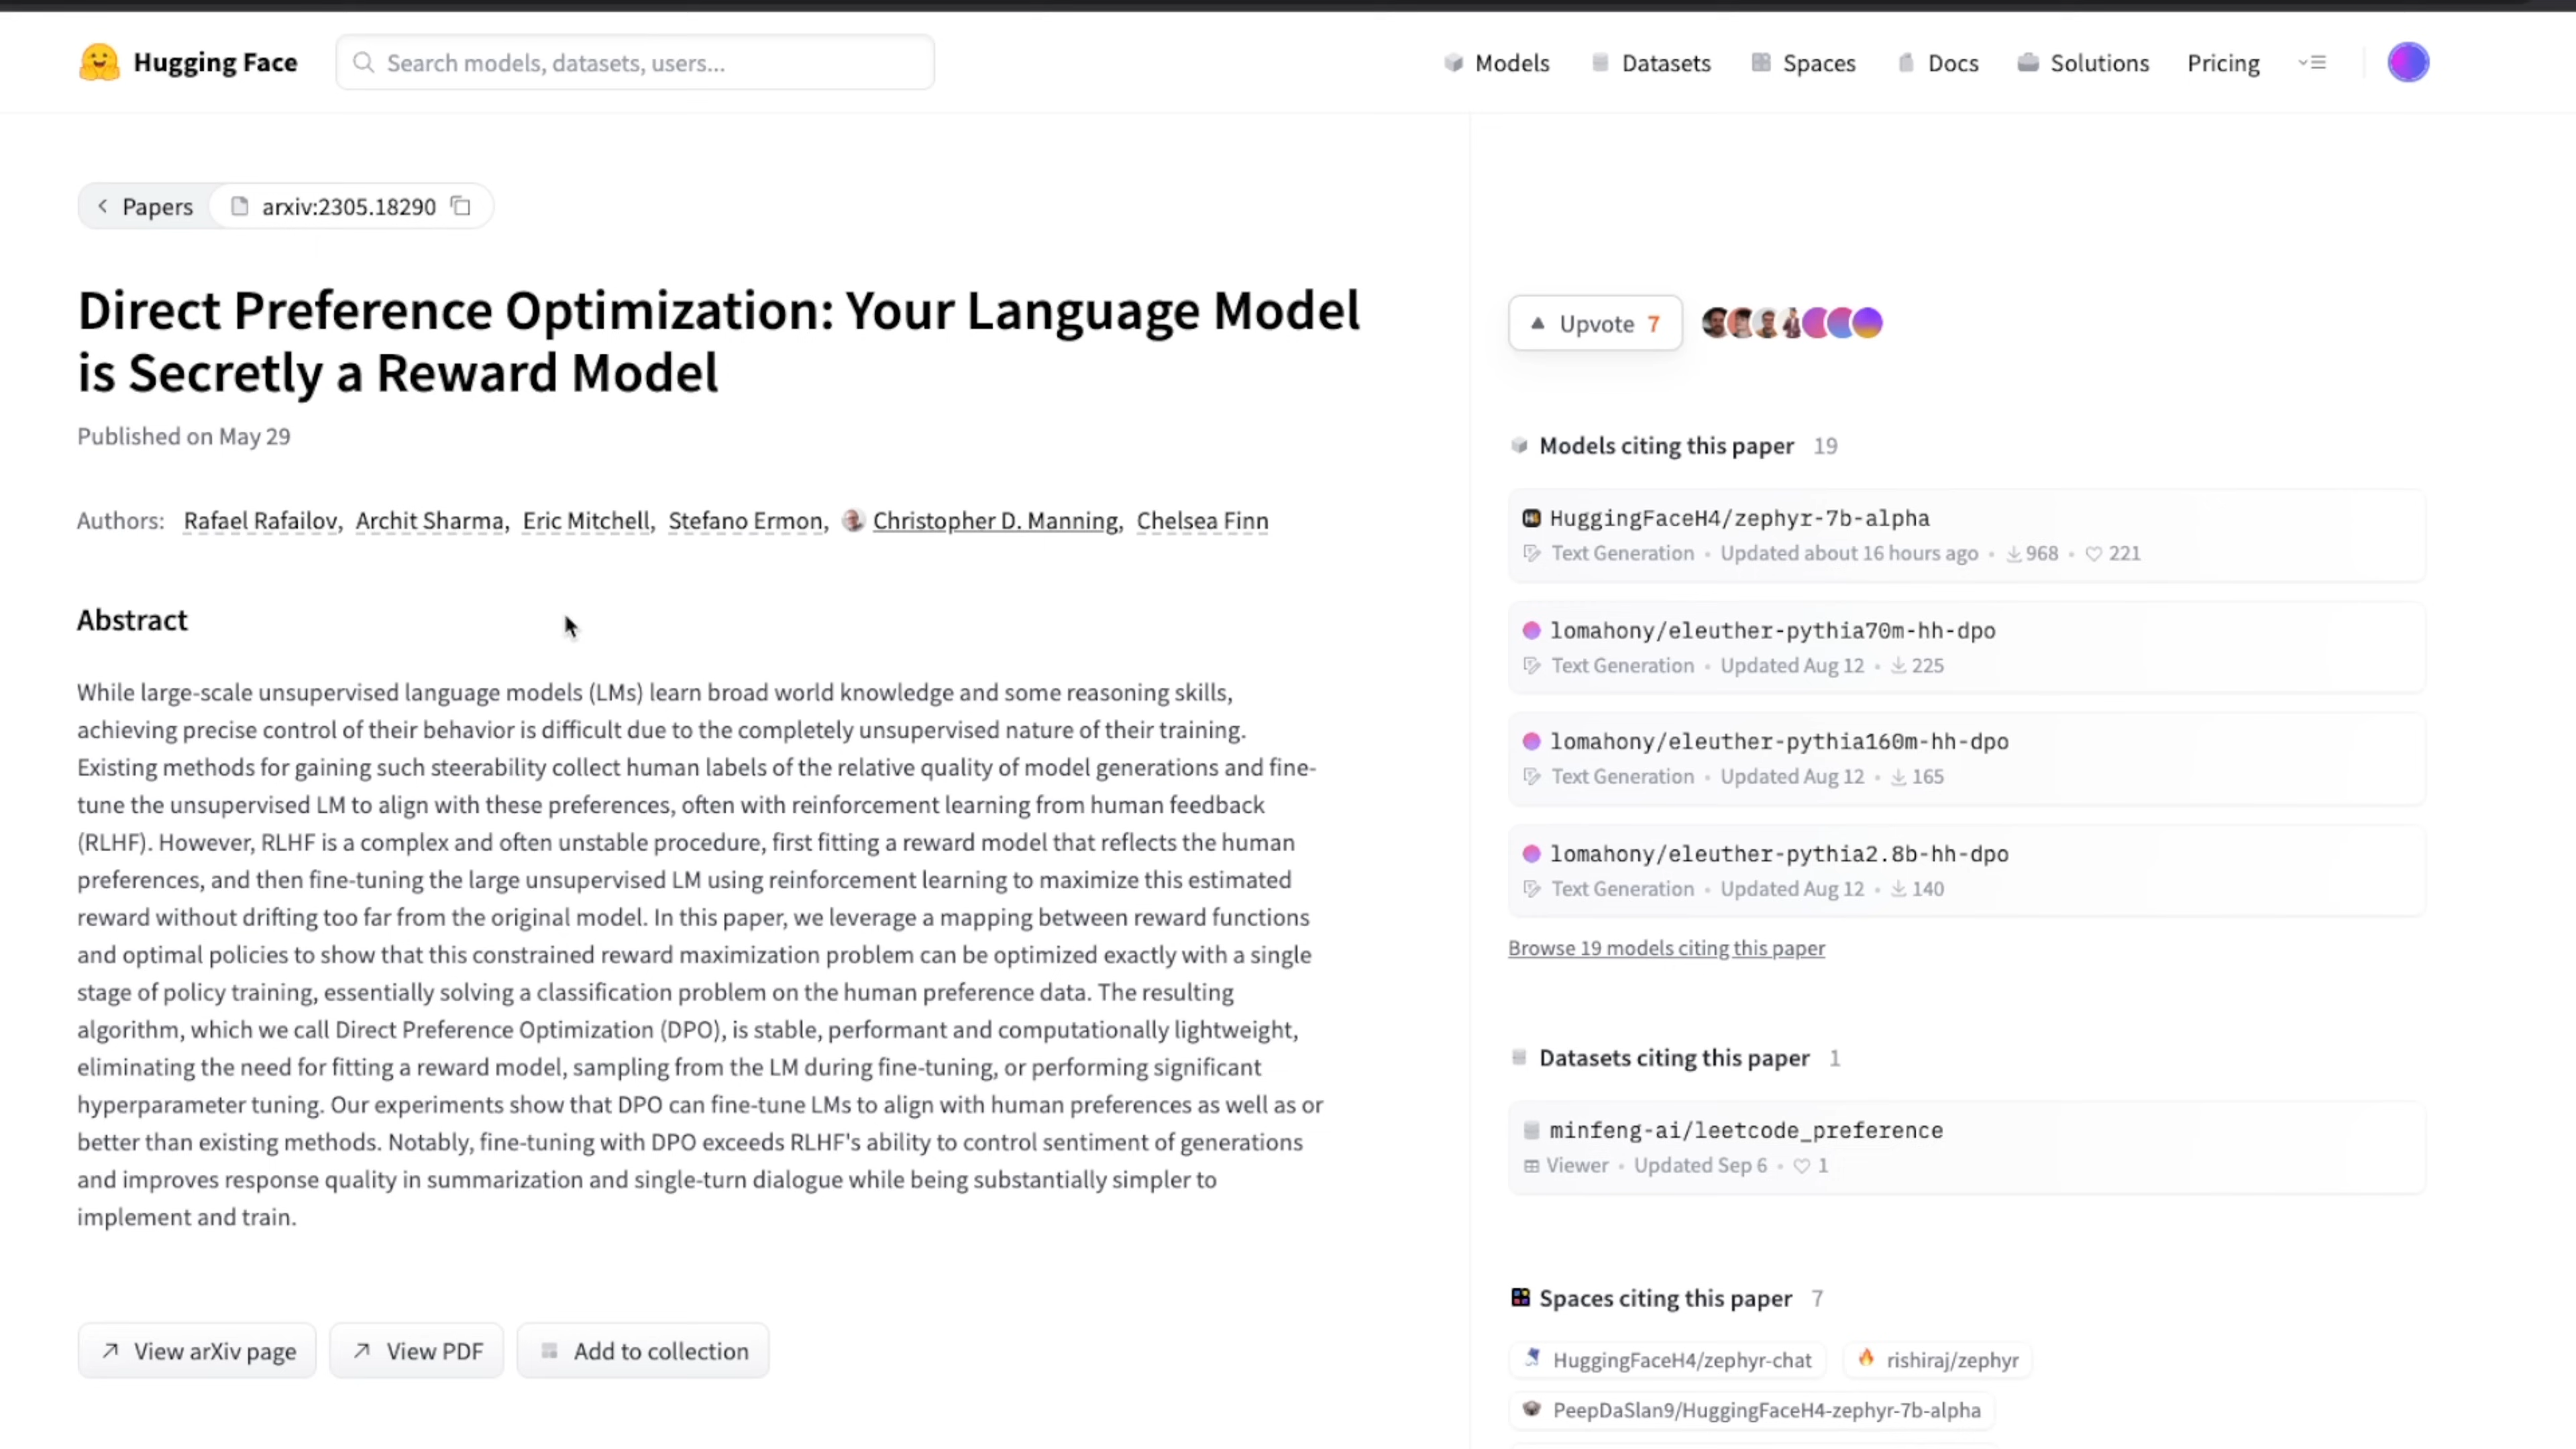 Hugging Face
Search models, datasets, users...
Models
Datasets
Spaces
Docs
Solutions
Pricing
Papers
arxiv:2305.18290
Direct Preference Optimization: Your Language Model
is Secretly a Reward Model
Published on May 29
Authors: Rafael Rafailov, Archit Sharma, Eric Mitchell, Stefano Ermon, Christopher D. Manning, Chelsea Finn
Abstract
While large-scale unsupervised language models (LMs) learn broad world knowledge and some reasoning skills,
achieving precise control of their behavior is difficult due to the completely unsupervised nature of their training.
Existing methods for gaining such steerability collect human labels of the relative quality of model generations and fine-
tune the unsupervised LM to align with these preferences, often with reinforcement learning from human feedback
(RLHF). However, RLHF is a complex and often unstable procedure, first fitting a reward model that reflects the human
preferences, and then fine-tuning the large unsupervised LM using reinforcement learning to maximize this estimated
reward without drifting too far from the original model. In this paper, we leverage a mapping between reward functions
and optimal policies to show that this constrained reward maximization problem can be optimized exactly with a single
stage of policy training, essentially solving a classification problem on the human preference data. The resulting
algorithm, which we call Direct Preference Optimization (DPO), is stable, performant and computationally lightweight,
eliminating the need for fitting a reward model, sampling from the LM during fine-tuning, or performing significant
hyperparameter tuning. Our experiments show that DPO can fine-tune LMs to align with human preferences as well as or
better than existing methods. Notably, fine-tuning with DPO exceeds RLHF's ability to control sentiment of generations
and improves response quality in summarization and single-turn dialogue while being substantially simpler to
implement and train.
View arXiv page
View PDF
Add to collection
Upvote 7
Models citing this paper 19
HuggingFaceH4/zephyr-7b-alpha
Text Generation • Updated about 16 hours ago • 968 • 221
lomahony/eleuther-pythia70m-hh-dpo
Text Generation • Updated Aug 12 • 225
lomahony/eleuther-pythia160m-hh-dpo
Text Generation • Updated Aug 12 • 165
lomahony/eleuther-pythia2.8b-hh-dpo
Text Generation • Updated Aug 12 • 140
Browse 19 models citing this paper
Datasets citing this paper 1
minfeng-ai/leetcode_preference
Viewer • Updated Sep 6 • 1
Spaces citing this paper 7
HuggingFaceH4/zephyr-chat
rishiraj/zephyr
PeepDaSlan9/HuggingFaceH4-zephyr-7b-alpha